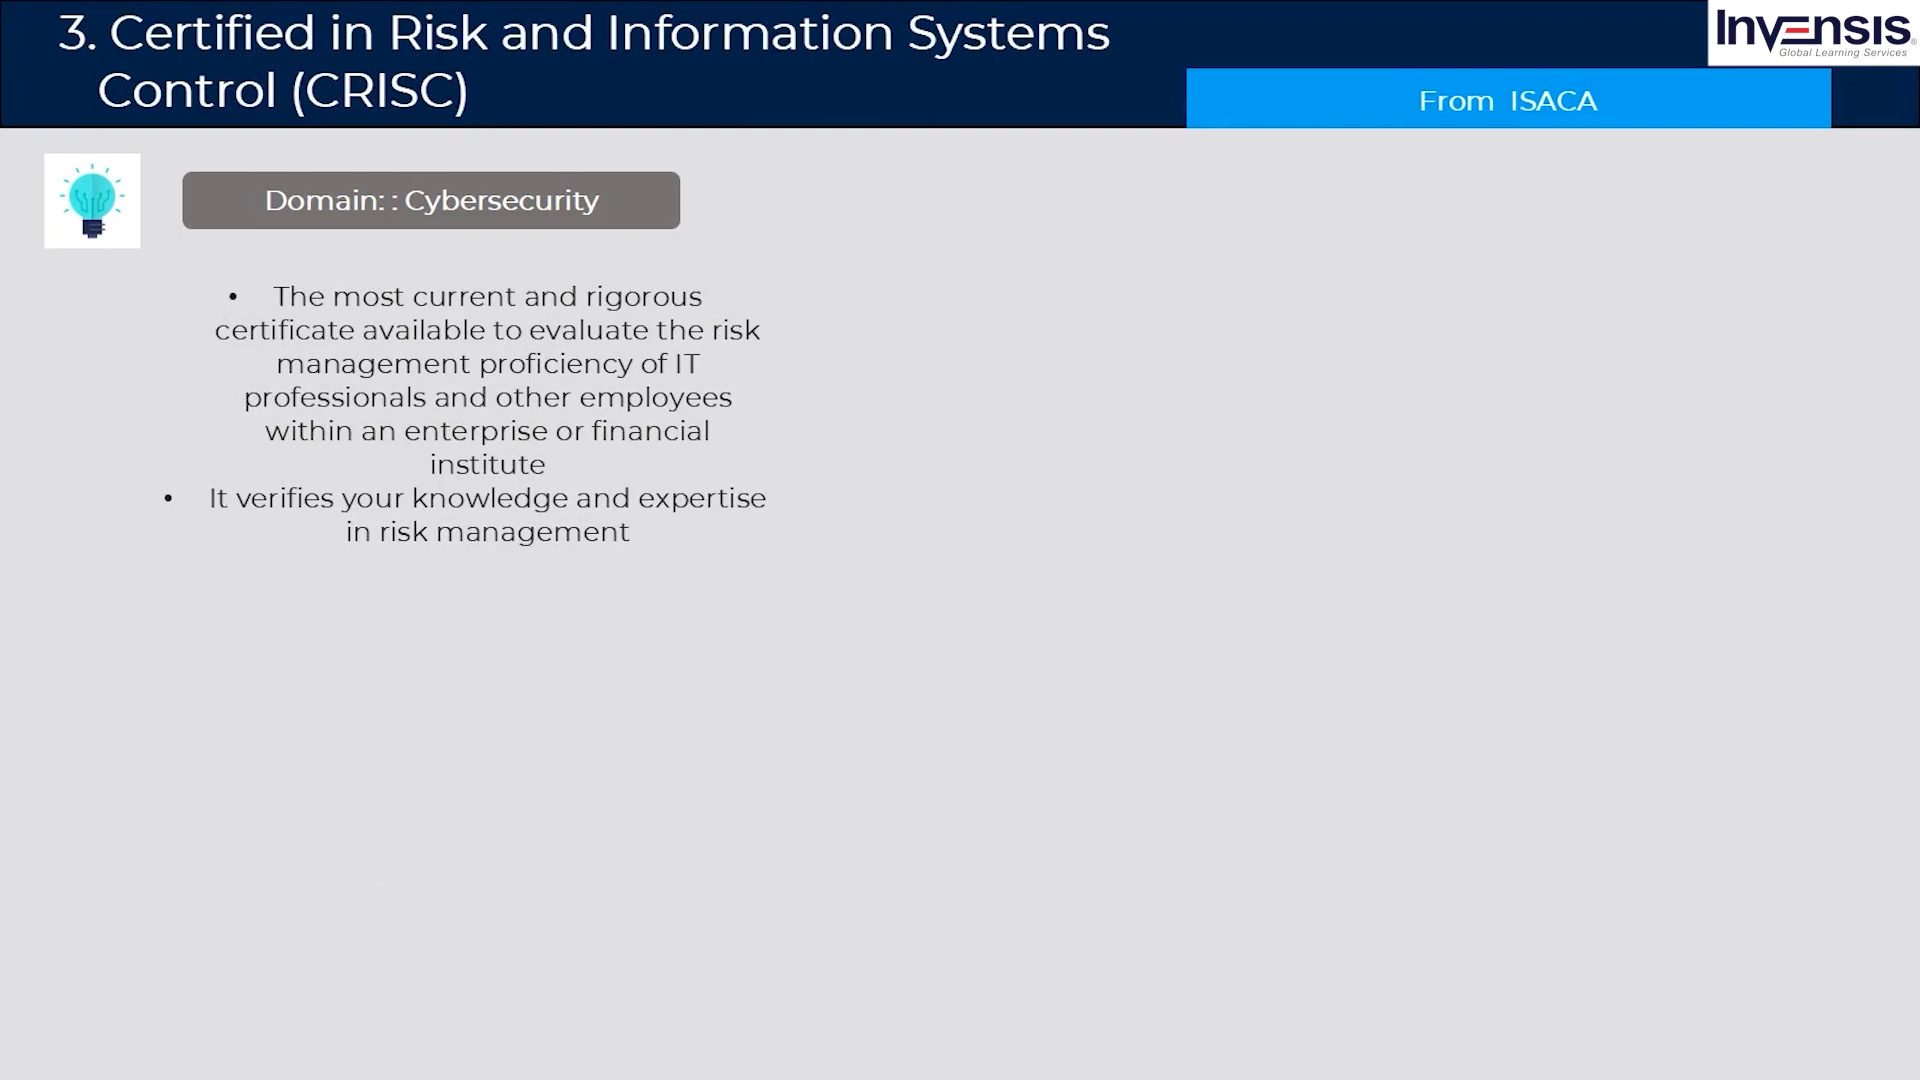 3. Certified in Risk and Information Systems
Control (CRISC)
Invensis®
Global Learning Services
From ISACA
Domain: : Cybersecurity
• The most current and rigorous
certificate available to evaluate the risk
management proficiency of IT
professionals and other employees
within an enterprise or financial
institute
• It verifies your knowledge and expertise
in risk management